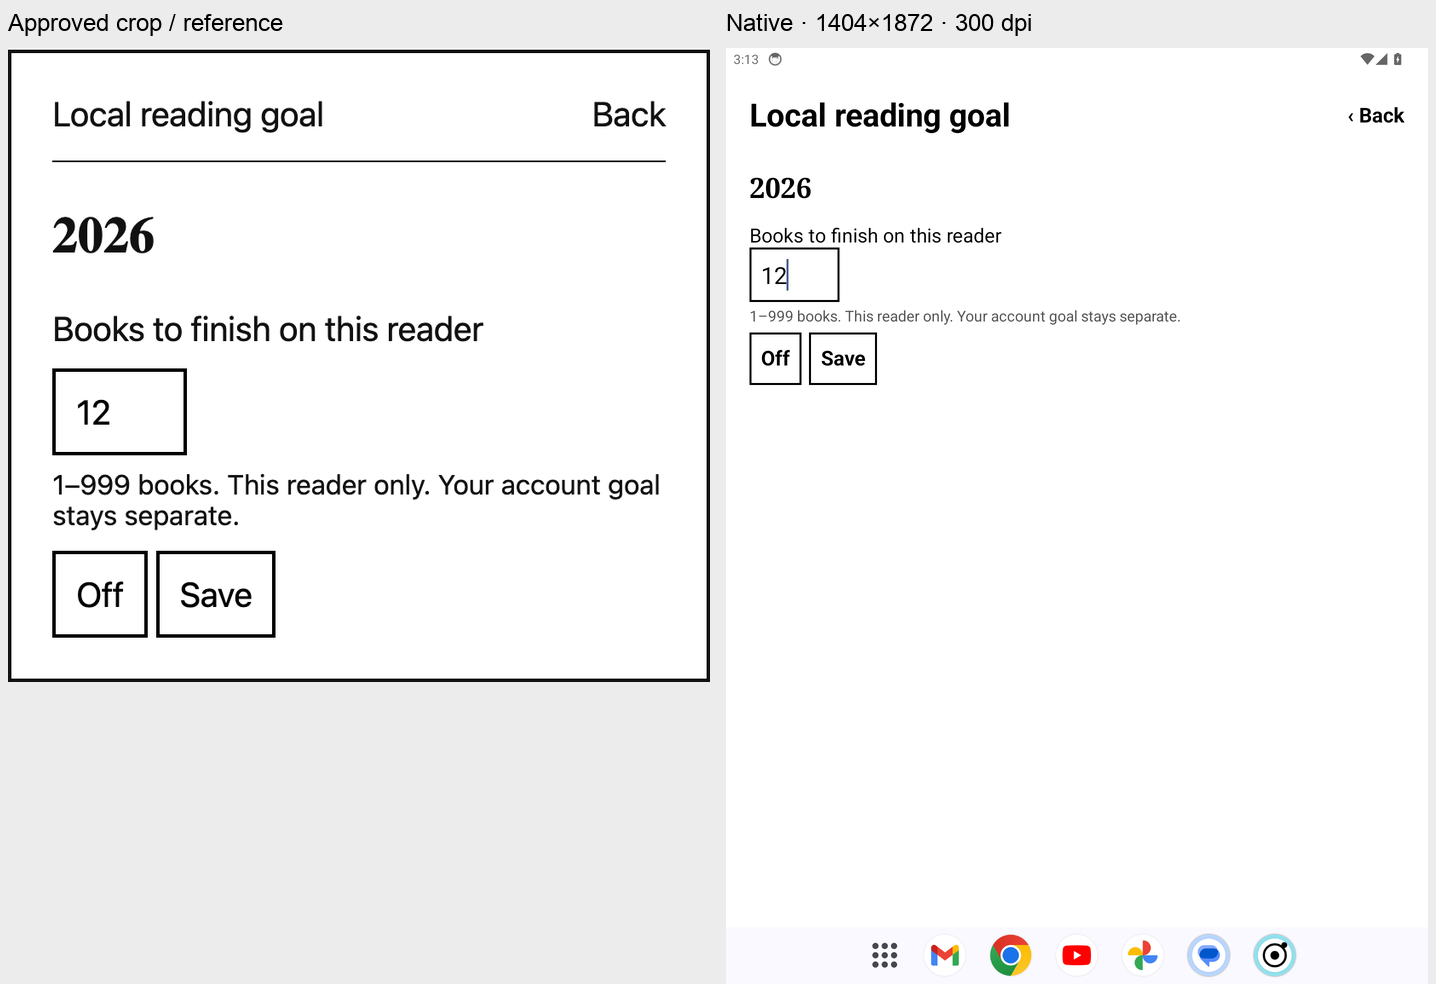 Approved crop / reference
Local reading goal
Back
2026
Books to finish on this reader
12
1–999 books. This reader only. Your account goal
stays separate.
Off
Save
Native · 1404×1872 · 300 dpi
3:13
Local reading goal
‹ Back
2026
Books to finish on this reader
12
1–999 books. This reader only. Your account goal stays separate.
Off
Save